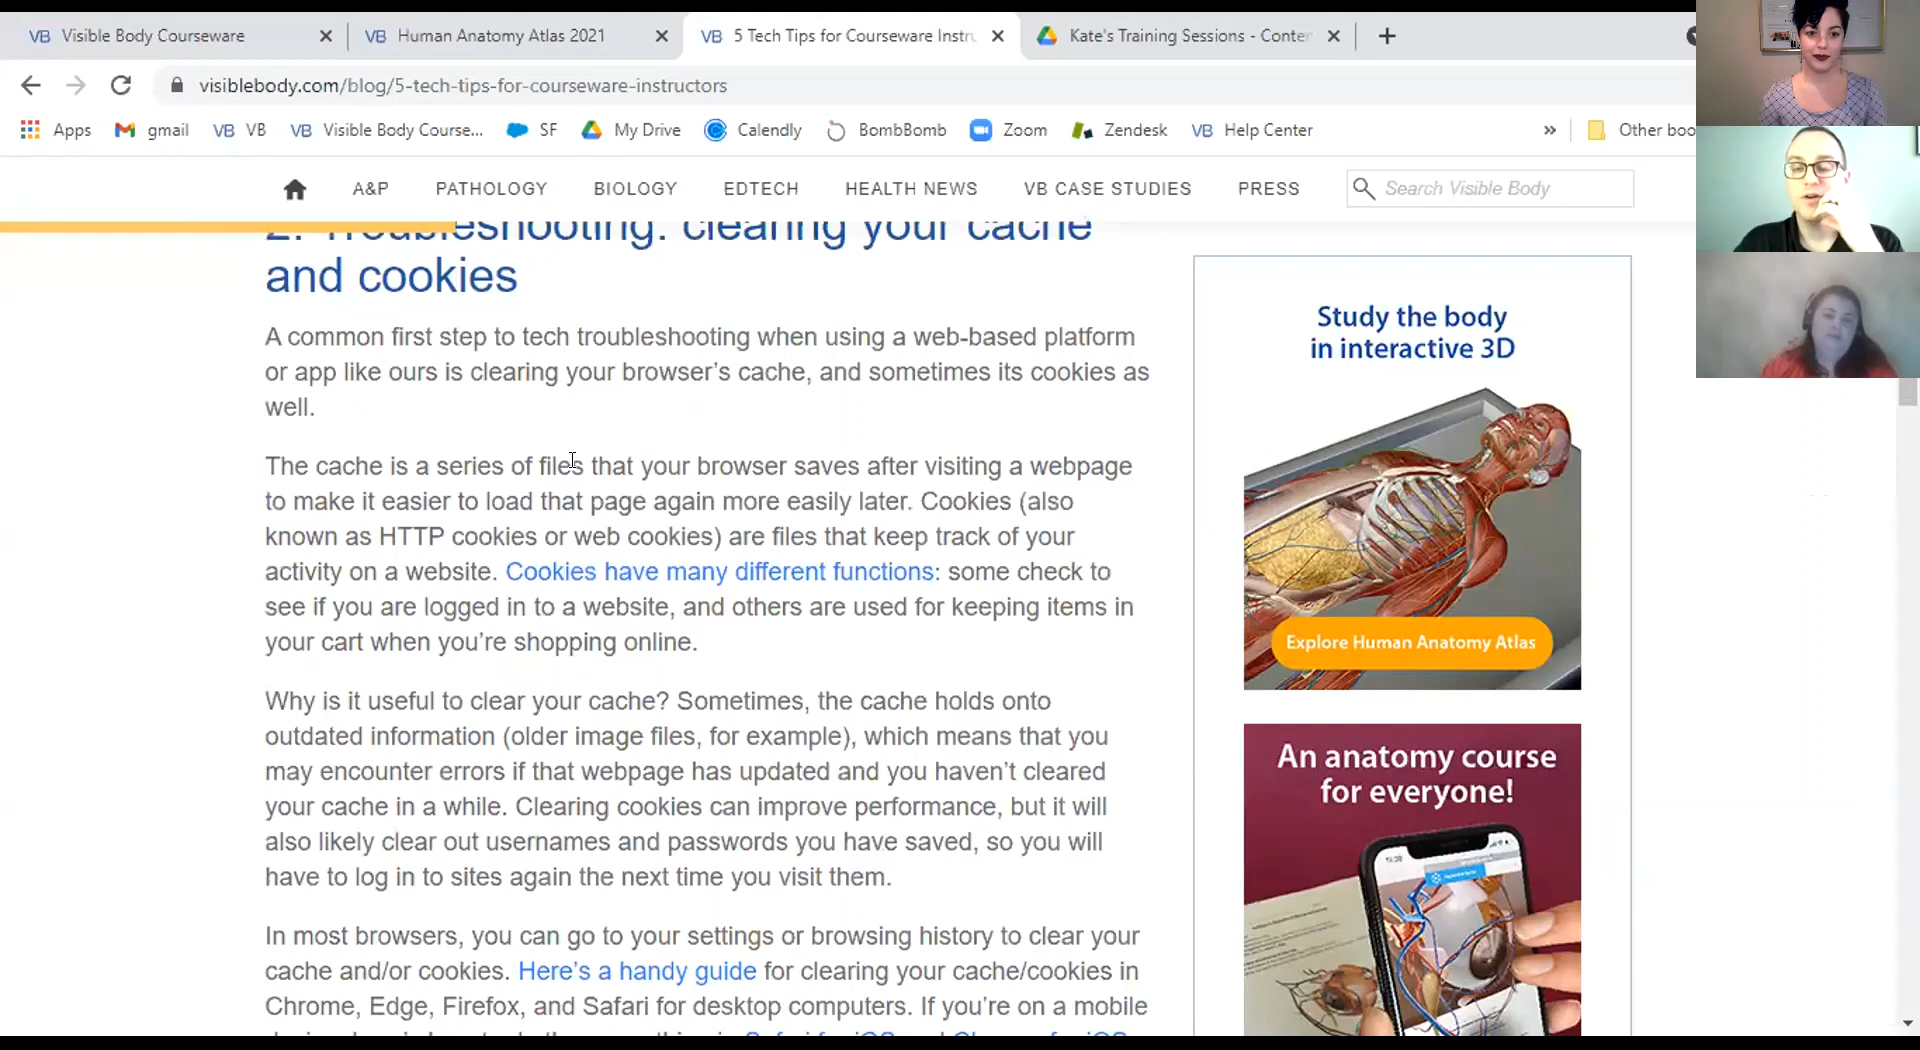 VB Visible Body Courseware
VB Human Anatomy Atlas 2021
VB 5 Tech Tips for Courseware Instru
Kate's Training Sessions - Conter
visiblebody.com/blog/5-tech-tips-for-courseware-instructors
Apps gmail VB VB VB Visible Body Course... SF My Drive Calendly BombBomb Zoom Zendesk VB Help Center » Other boo
A&P PATHOLOGY BIOLOGY EDTECH HEALTH NEWS VB CASE STUDIES PRESS Search Visible Body
2. Troubleshooting: clearing your cache
and cookies
A common first step to tech troubleshooting when using a web-based platform
or app like ours is clearing your browser's cache, and sometimes its cookies as
well.
The cache is a series of files that your browser saves after visiting a webpage
to make it easier to load that page again more easily later. Cookies (also
known as HTTP cookies or web cookies) are files that keep track of your
activity on a website. Cookies have many different functions: some check to
see if you are logged in to a website, and others are used for keeping items in
your cart when you're shopping online.
Why is it useful to clear your cache? Sometimes, the cache holds onto
outdated information (older image files, for example), which means that you
may encounter errors if that webpage has updated and you haven't cleared
your cache in a while. Clearing cookies can improve performance, but it will
also likely clear out usernames and passwords you have saved, so you will
have to log in to sites again the next time you visit them.
In most browsers, you can go to your settings or browsing history to clear your
cache and/or cookies. Here's a handy guide for clearing your cache/cookies in
Chrome, Edge, Firefox, and Safari for desktop computers. If you're on a mobile
Study the body
in interactive 3D
Explore Human Anatomy Atlas
An anatomy course
for everyone!